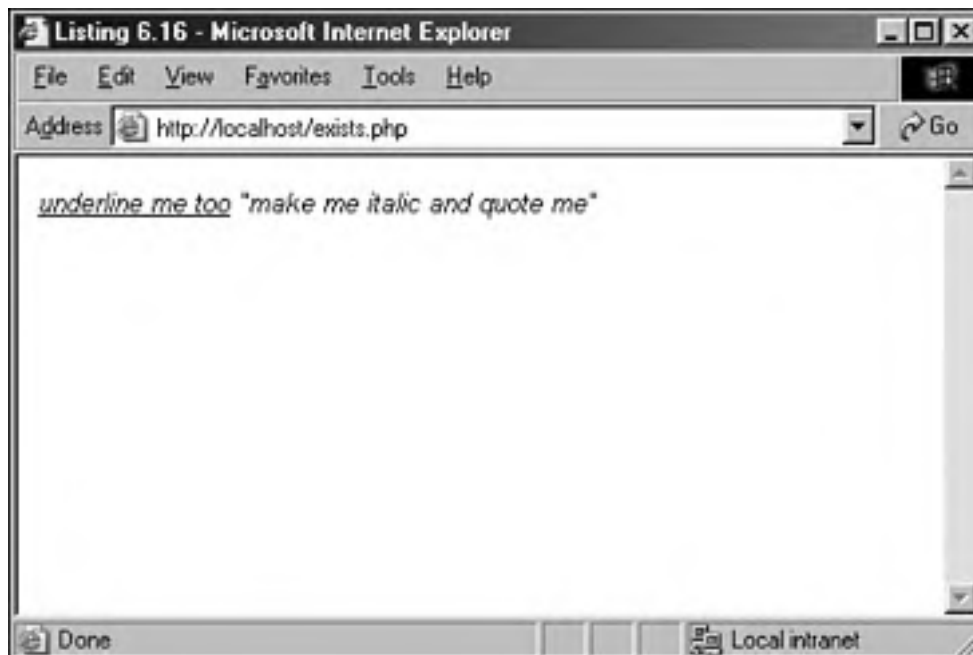 Listing 6.16 - Microsoft Internet Explorer
File Edit View Favorites Tools Help
Address http://localhost/exists.php Go
underline me too "make me italic and quote me"
Done Local intranet